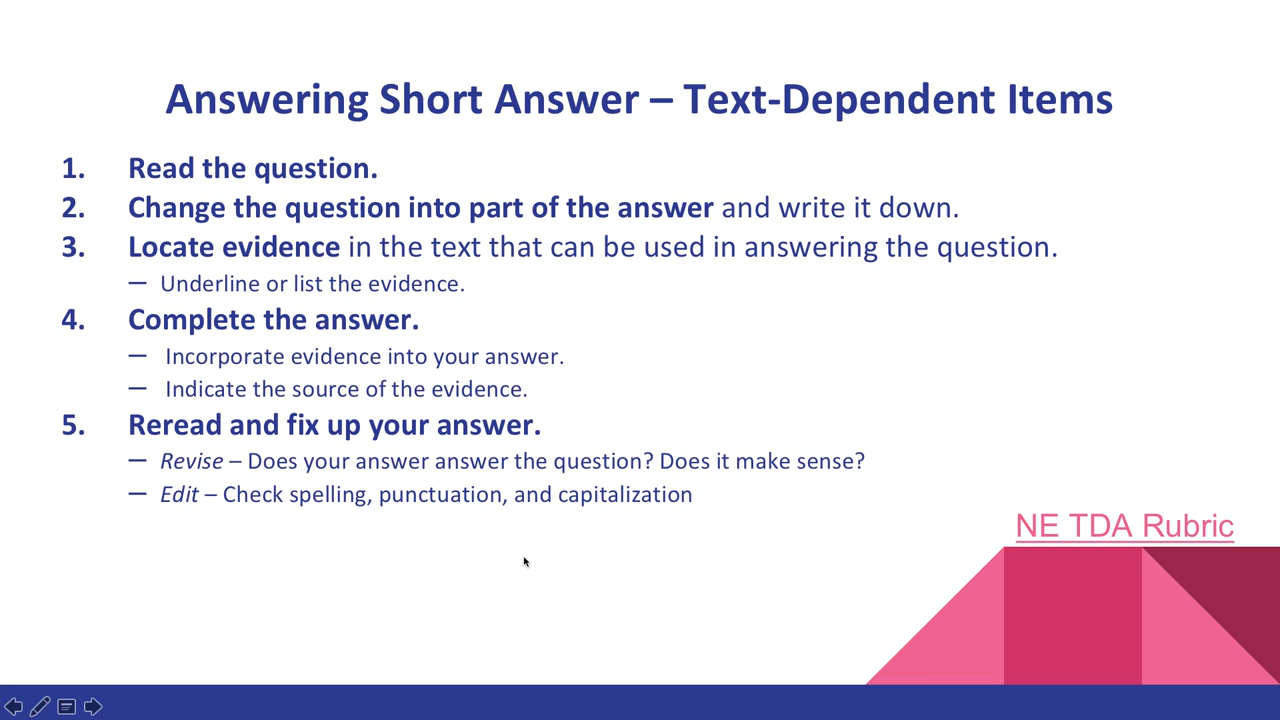 Answering Short Answer – Text-Dependent Items
1. Read the question.
2. Change the question into part of the answer and write it down.
3. Locate evidence in the text that can be used in answering the question.
– Underline or list the evidence.
4. Complete the answer.
– Incorporate evidence into your answer.
– Indicate the source of the evidence.
5. Reread and fix up your answer.
– Revise – Does your answer answer the question? Does it make sense?
– Edit – Check spelling, punctuation, and capitalization
NE TDA Rubric